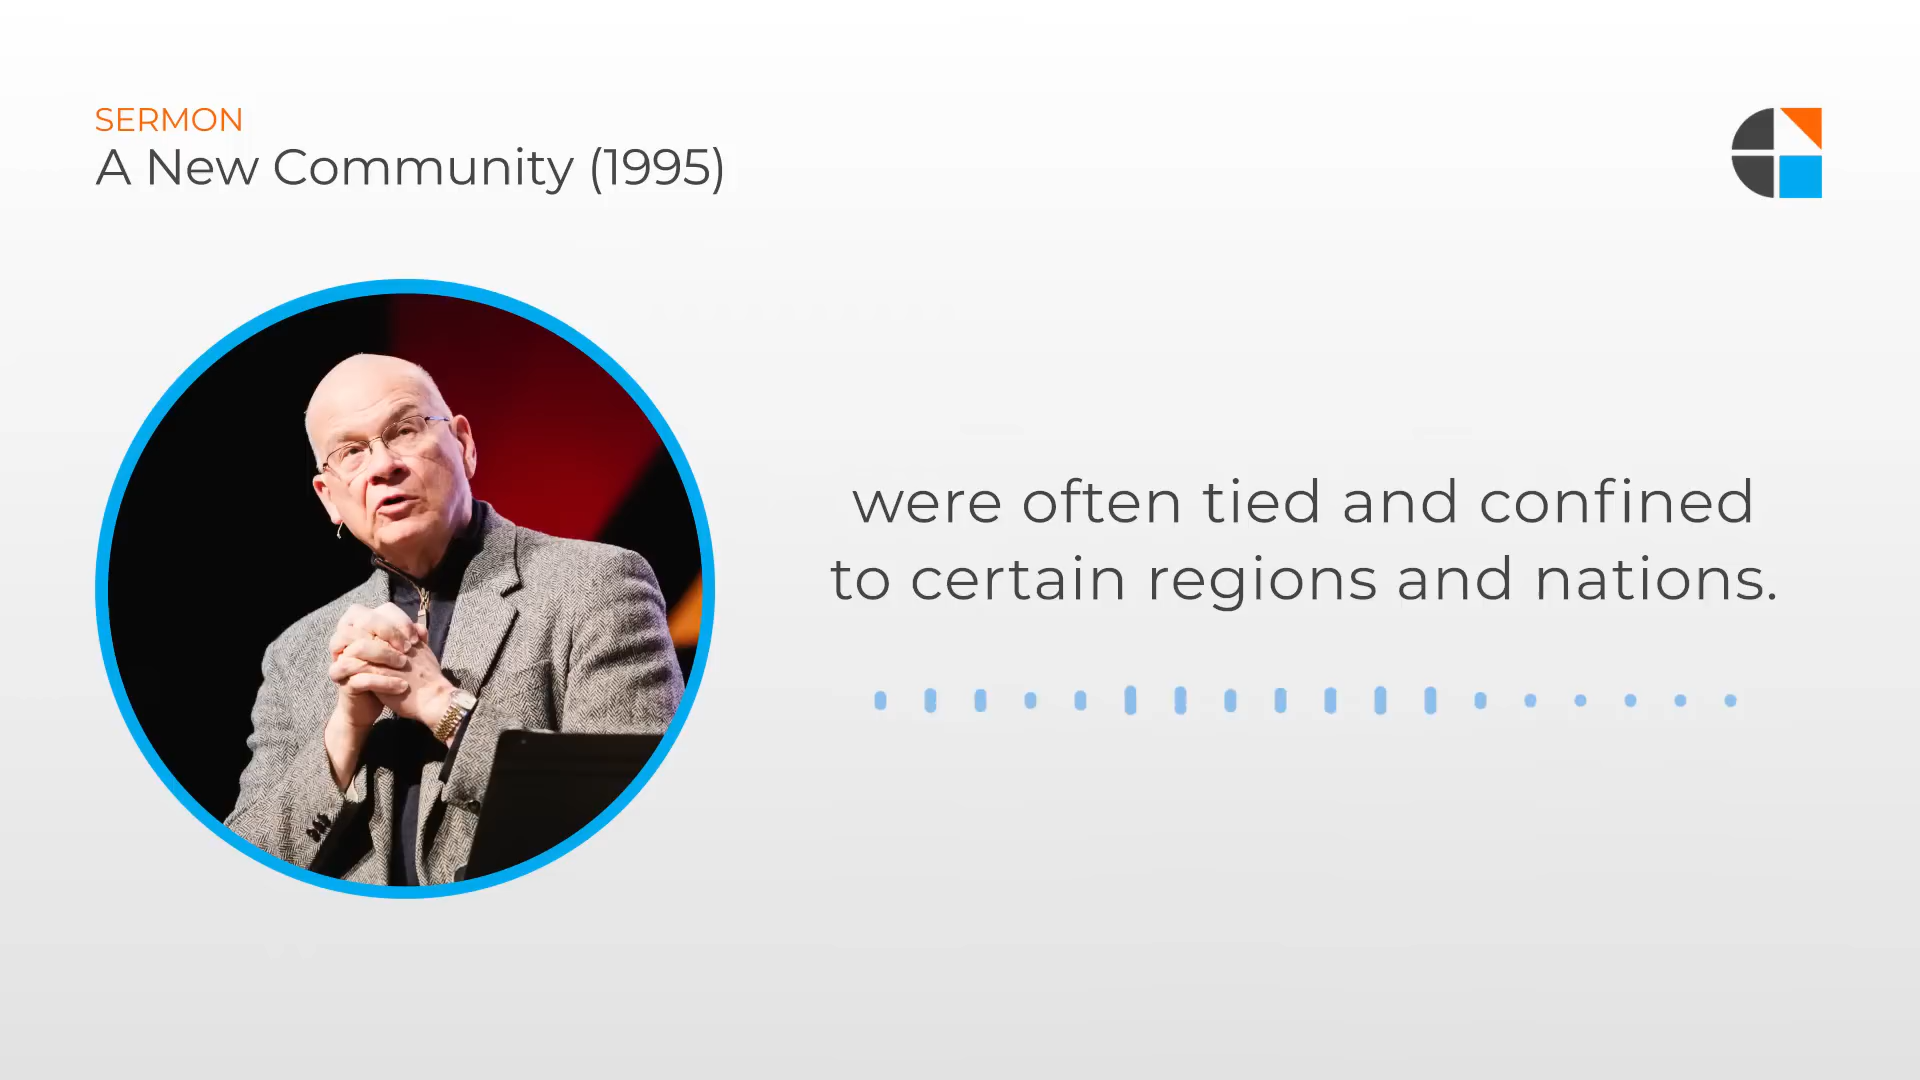 SERMON
A New Community (1995)
were often tied and confined
to certain regions and nations.